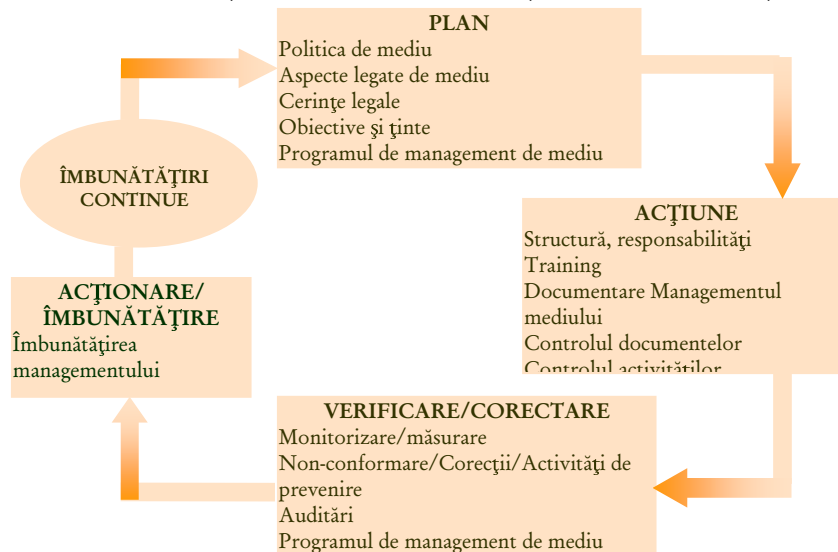 PLAN
Politica de mediu
Aspecte legate de mediu
Cerinţe legale
Obiective şi ţinte
Programul de management de mediu
ÎMBUNĂTĂŢIRI
CONTINUE
ACŢIUNE
Structură, responsabilităţi
Training
Documentare Managementul
mediului
Controlul documentelor
Controlul activităţilor
ACŢIONARE/
ÎMBUNĂTĂŢIRE
Îmbunătăţirea
managementului
VERIFICARE/CORECTARE
Monitorizare/măsurare
Non-conformare/Corecţii/Activităţi de
prevenire
Auditări
Programul de management de mediu